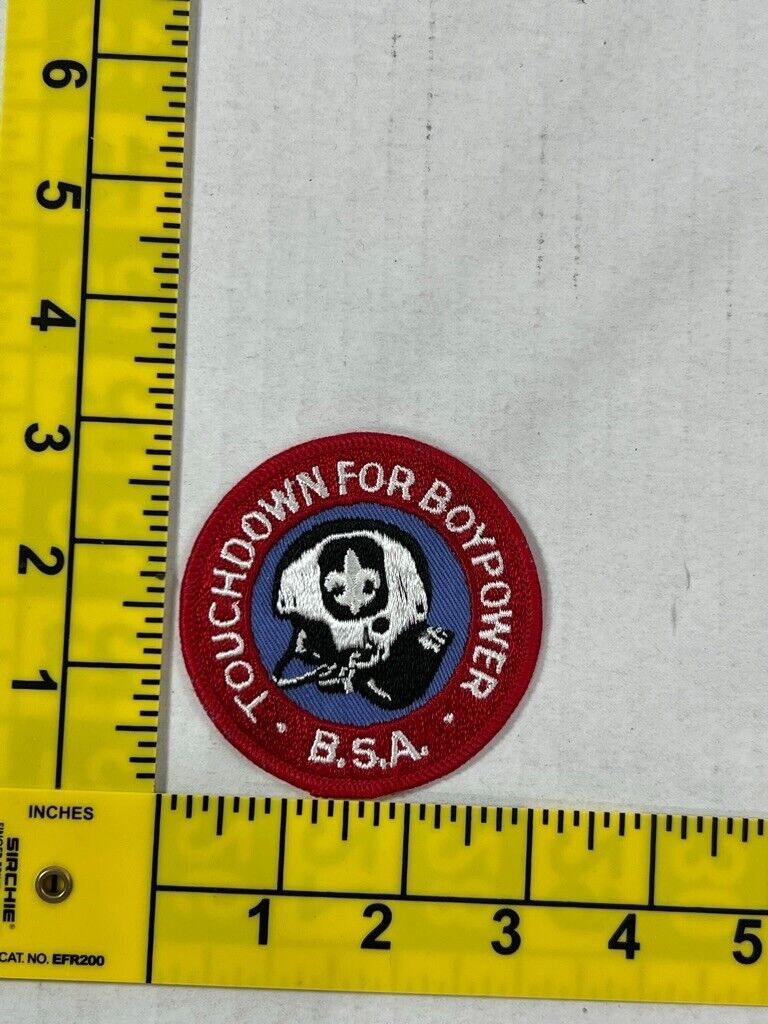 6
5
4
3
2
1
TOUCHDOWN FOR BOYPOWER
· B.S.A. ·
INCHES
SIRCHIE®
CAT. NO. EFR200
1
2
3
4
5